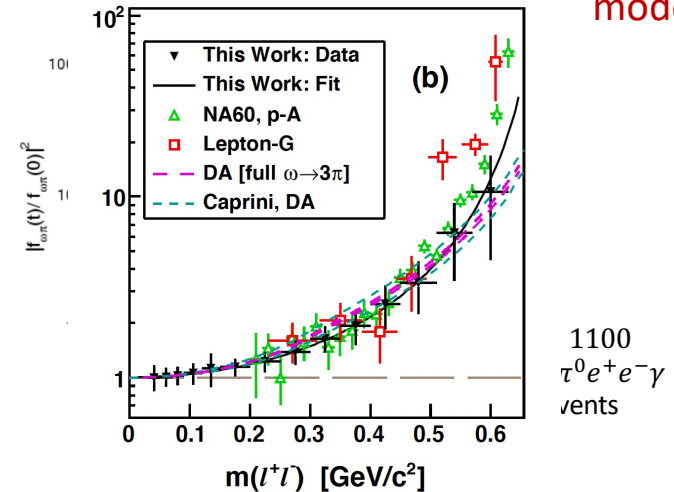 mode
10²
10
1
|f_ωπ(t)/f_ωπ(0)|²
10
1
(b)
This Work: Data
This Work: Fit
NA60, p-A
Lepton-G
DA [full ω→3π]
Caprini, DA
0 0.1 0.2 0.3 0.4 0.5 0.6
m(l⁺l⁻) [GeV/c²]
1100
π⁰e⁺e⁻γ
vents